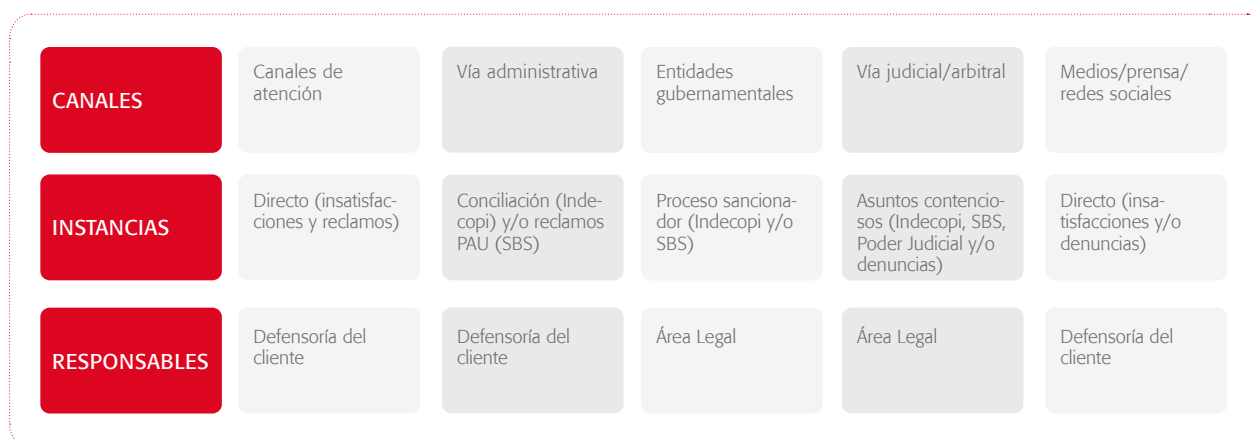 CANALES
Canales de
atención
Vía administrativa
Entidades
gubernamentales
Vía judicial/arbitral
Medios/prensa/
redes sociales
INSTANCIAS
Directo (insatisfac-
ciones y reclamos)
Conciliación (Inde-
copi) y/o reclamos
PAU (SBS)
Proceso sanciona-
dor (Indecopi y/o
SBS)
Asuntos contencio-
sos (Indecopi, SBS,
Poder Judicial y/o
denuncias)
Directo (insa-
tisfacciones y/o
denuncias)
RESPONSABLES
Defensoría del
cliente
Defensoría del
cliente
Área Legal
Área Legal
Defensoría del
cliente